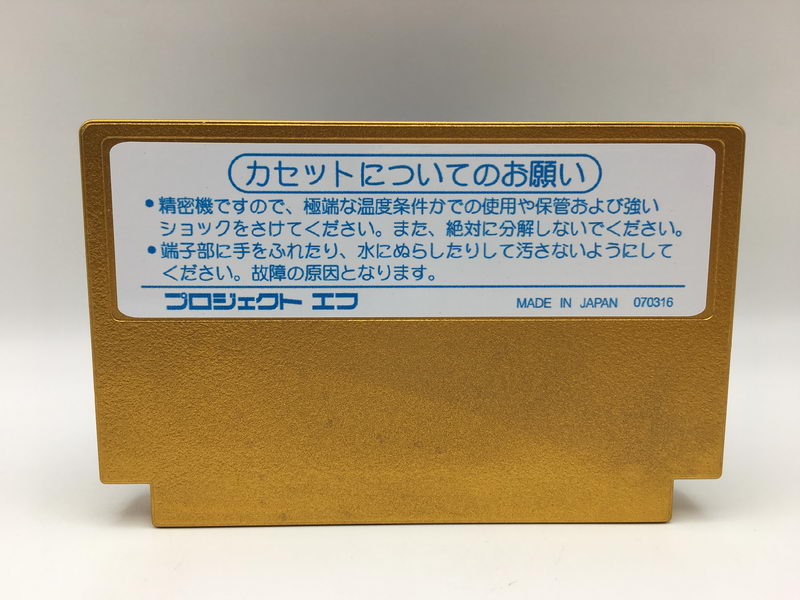 カセットについてのお願い
●精密機ですので、極端な温度条件かでの使用や保管および強い
ショックをさけてください。また、絶対に分解しないでください。
●端子部に手をふれたり、水にぬらしたりして汚さないようにして
ください。故障の原因となります。
プロジェクト エフ MADE IN JAPAN 070316